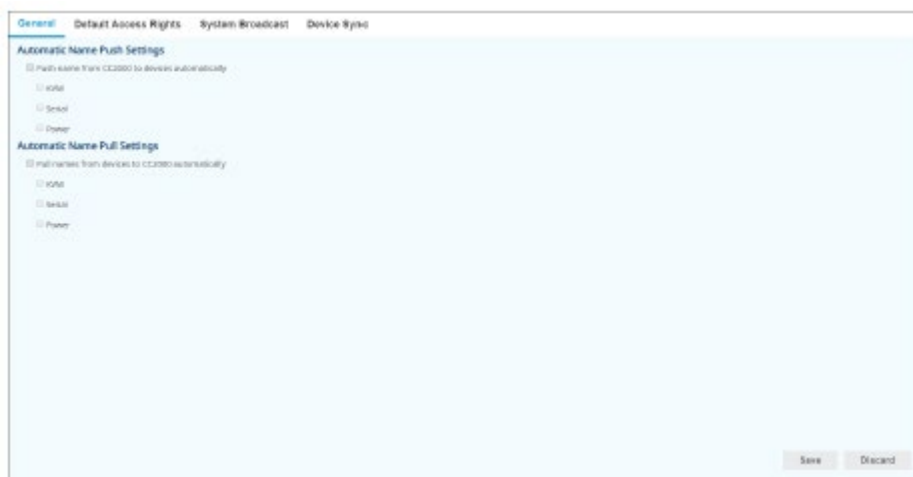 General Default Access Rights System Broadcast Device Sync
Automatic Name Push Settings
Push name from CC2000 to devices automatically
KVM
Serial
Power
Automatic Name Pull Settings
Pull names from devices to CC2000 automatically
KVM
Serial
Power
Save Discard